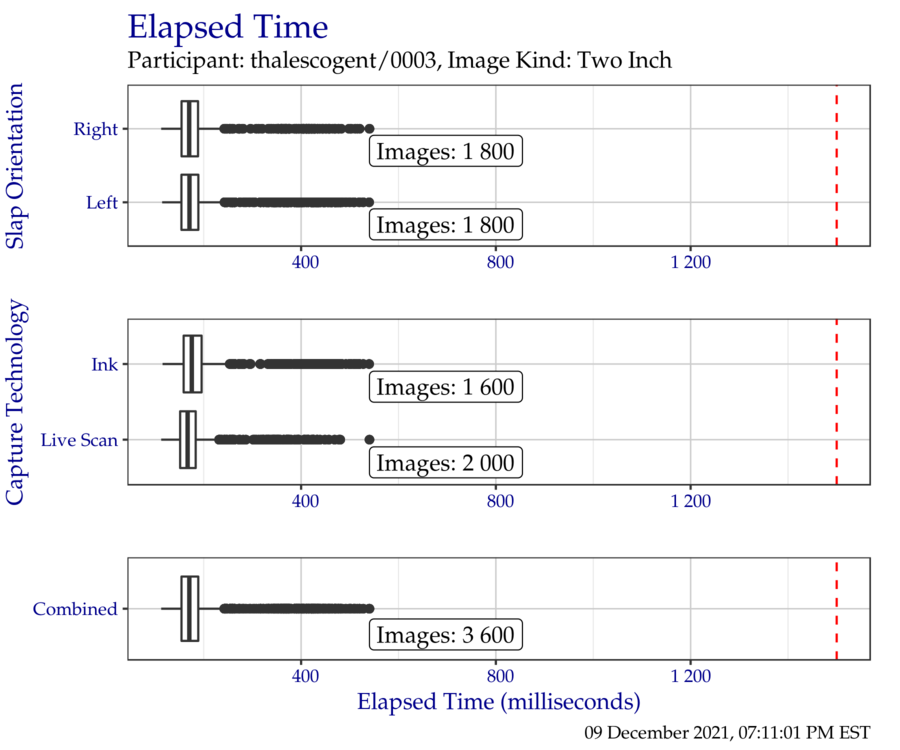 Elapsed Time
Participant: thalescogent/0003, Image Kind: Two Inch
Slap Orientation
Right
Images: 1 800
Left
Images: 1 800
400 800 1 200
Capture Technology
Ink
Images: 1 600
Live Scan
Images: 2 000
400 800 1 200
Combined
Images: 3 600
400 800 1 200
Elapsed Time (milliseconds)
09 December 2021, 07:11:01 PM EST